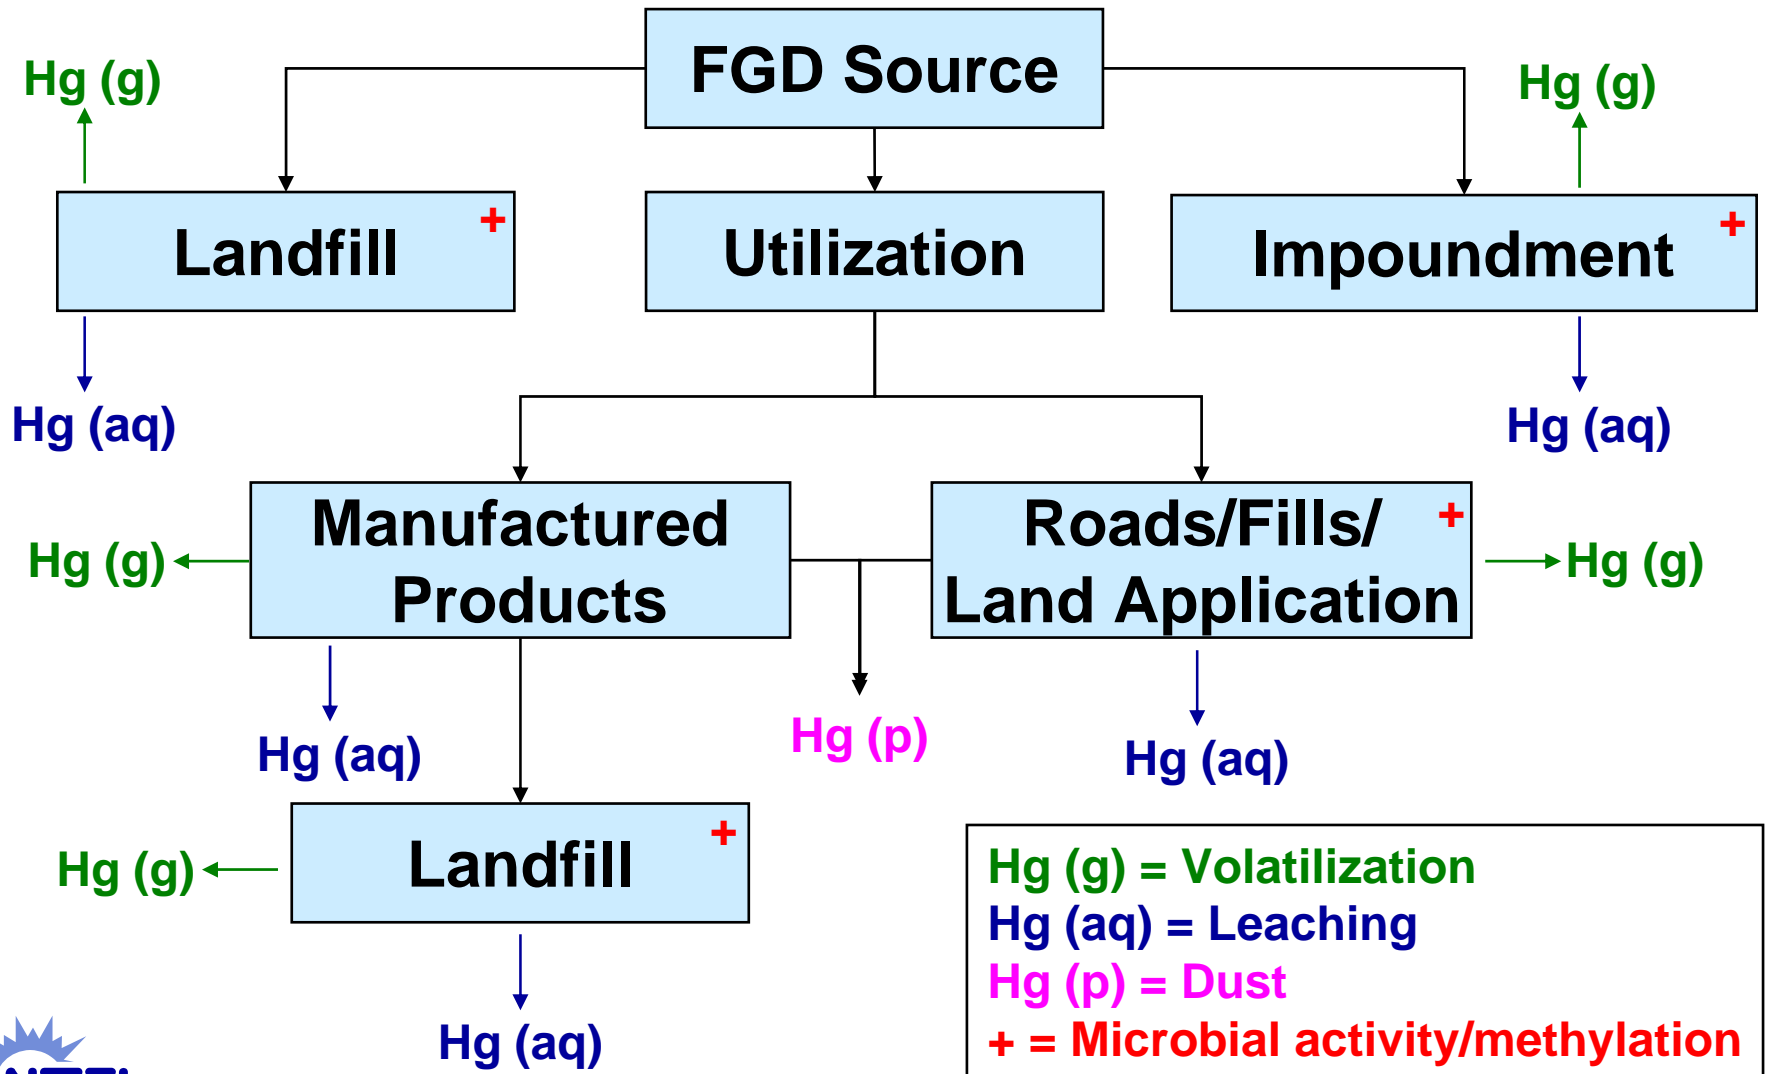 FGD Source
Hg (g)
Hg (g)
Landfill +
Utilization
Impoundment +
Hg (aq)
Hg (aq)
Manufactured
Products
Roads/Fills/ +
Land Application
Hg (g)
Hg (g)
Hg (p)
Hg (aq)
Hg (aq)
Landfill +
Hg (g)
Hg (aq)
Hg (g) = Volatilization
Hg (aq) = Leaching
Hg (p) = Dust
+ = Microbial activity/methylation